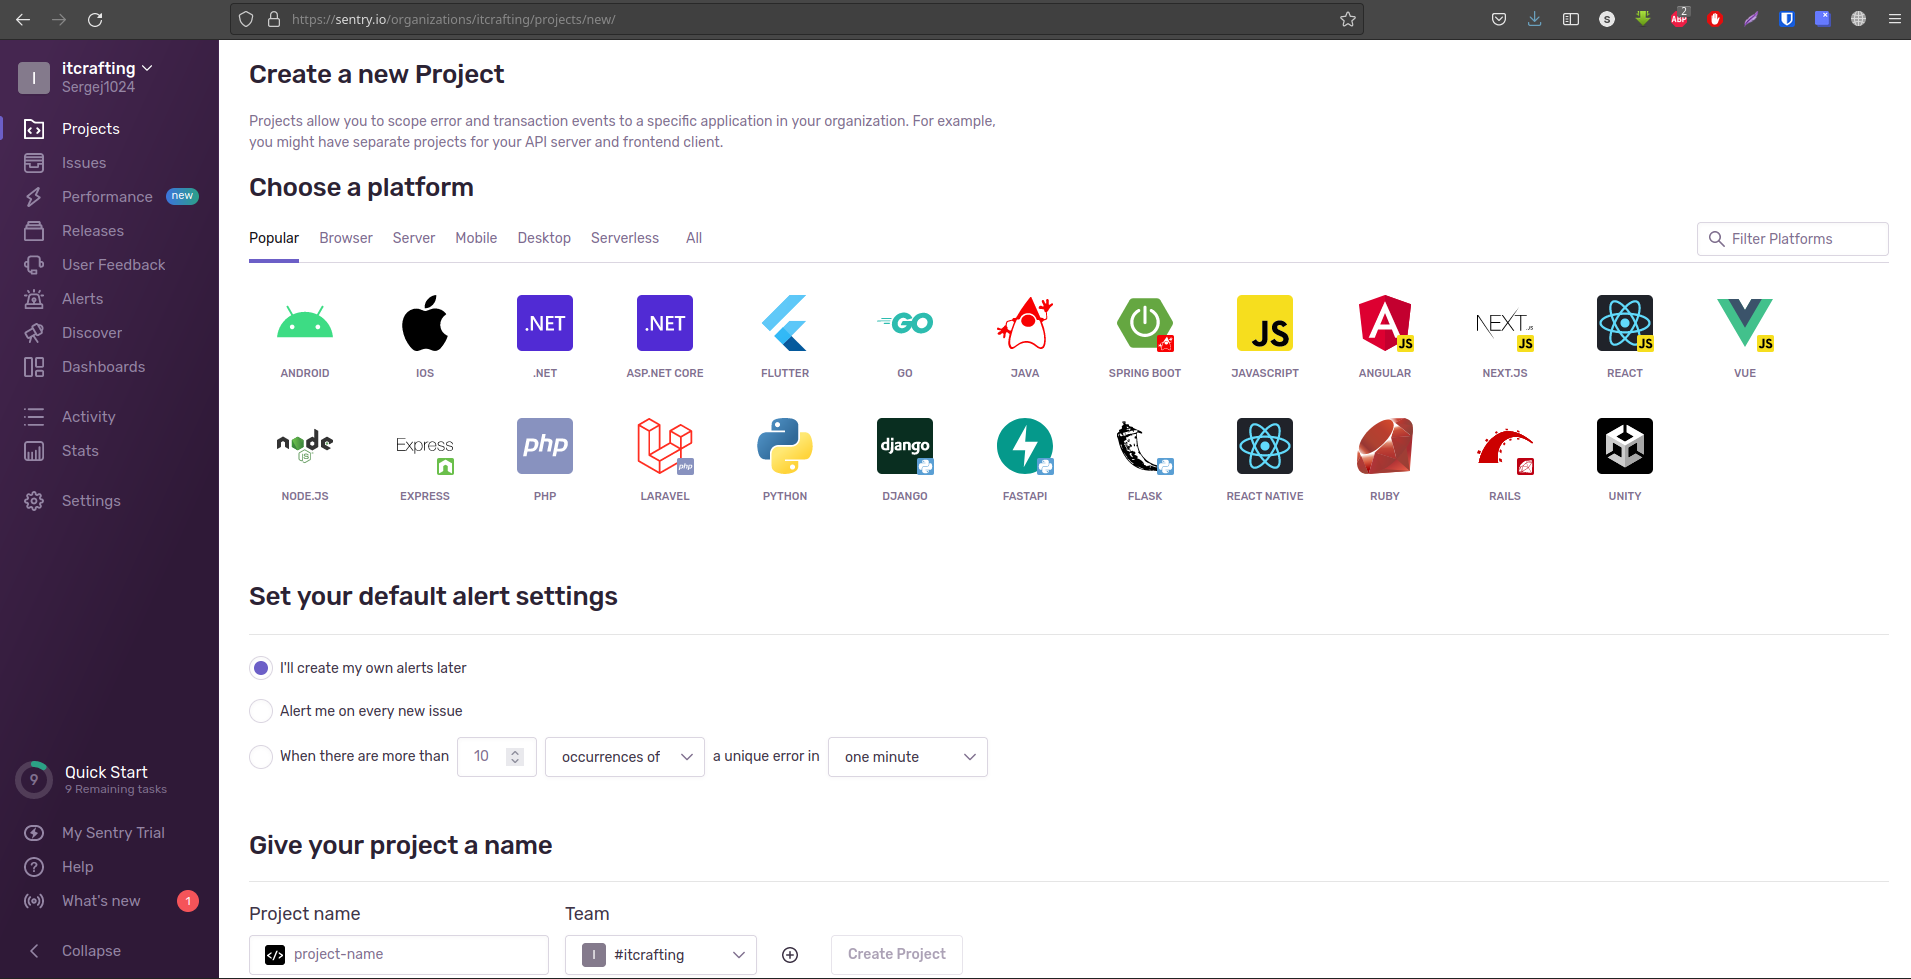 https://sentry.io/organizations/itcrafting/projects/new/
S
ABP
2
I
itcrafting
Sergej1024
Projects
Issues
Performance new
Releases
User Feedback
Alerts
Discover
Dashboards
Activity
Stats
Settings
9
Quick Start
9 Remaining tasks
My Sentry Trial
Help
What's new 1
Collapse
Create a new Project
Projects allow you to scope error and transaction events to a specific application in your organization. For example,
you might have separate projects for your API server and frontend client.
Choose a platform
Popular Browser Server Mobile Desktop Serverless All
Filter Platforms
.NET .NET GO JS A JS NEXT.JS JS JS JS
ANDROID IOS .NET ASP.NET CORE FLUTTER GO JAVA SPRING BOOT JAVASCRIPT ANGULAR NEXT.JS REACT VUE
node JS Express php php django
NODE.JS EXPRESS PHP LARAVEL PYTHON DJANGO FASTAPI FLASK REACT NATIVE RUBY RAILS UNITY
Set your default alert settings
I'll create my own alerts later
Alert me on every new issue
When there are more than 10 occurrences of a unique error in one minute
Give your project a name
Project name Team
</> project-name I #itcrafting Create Project